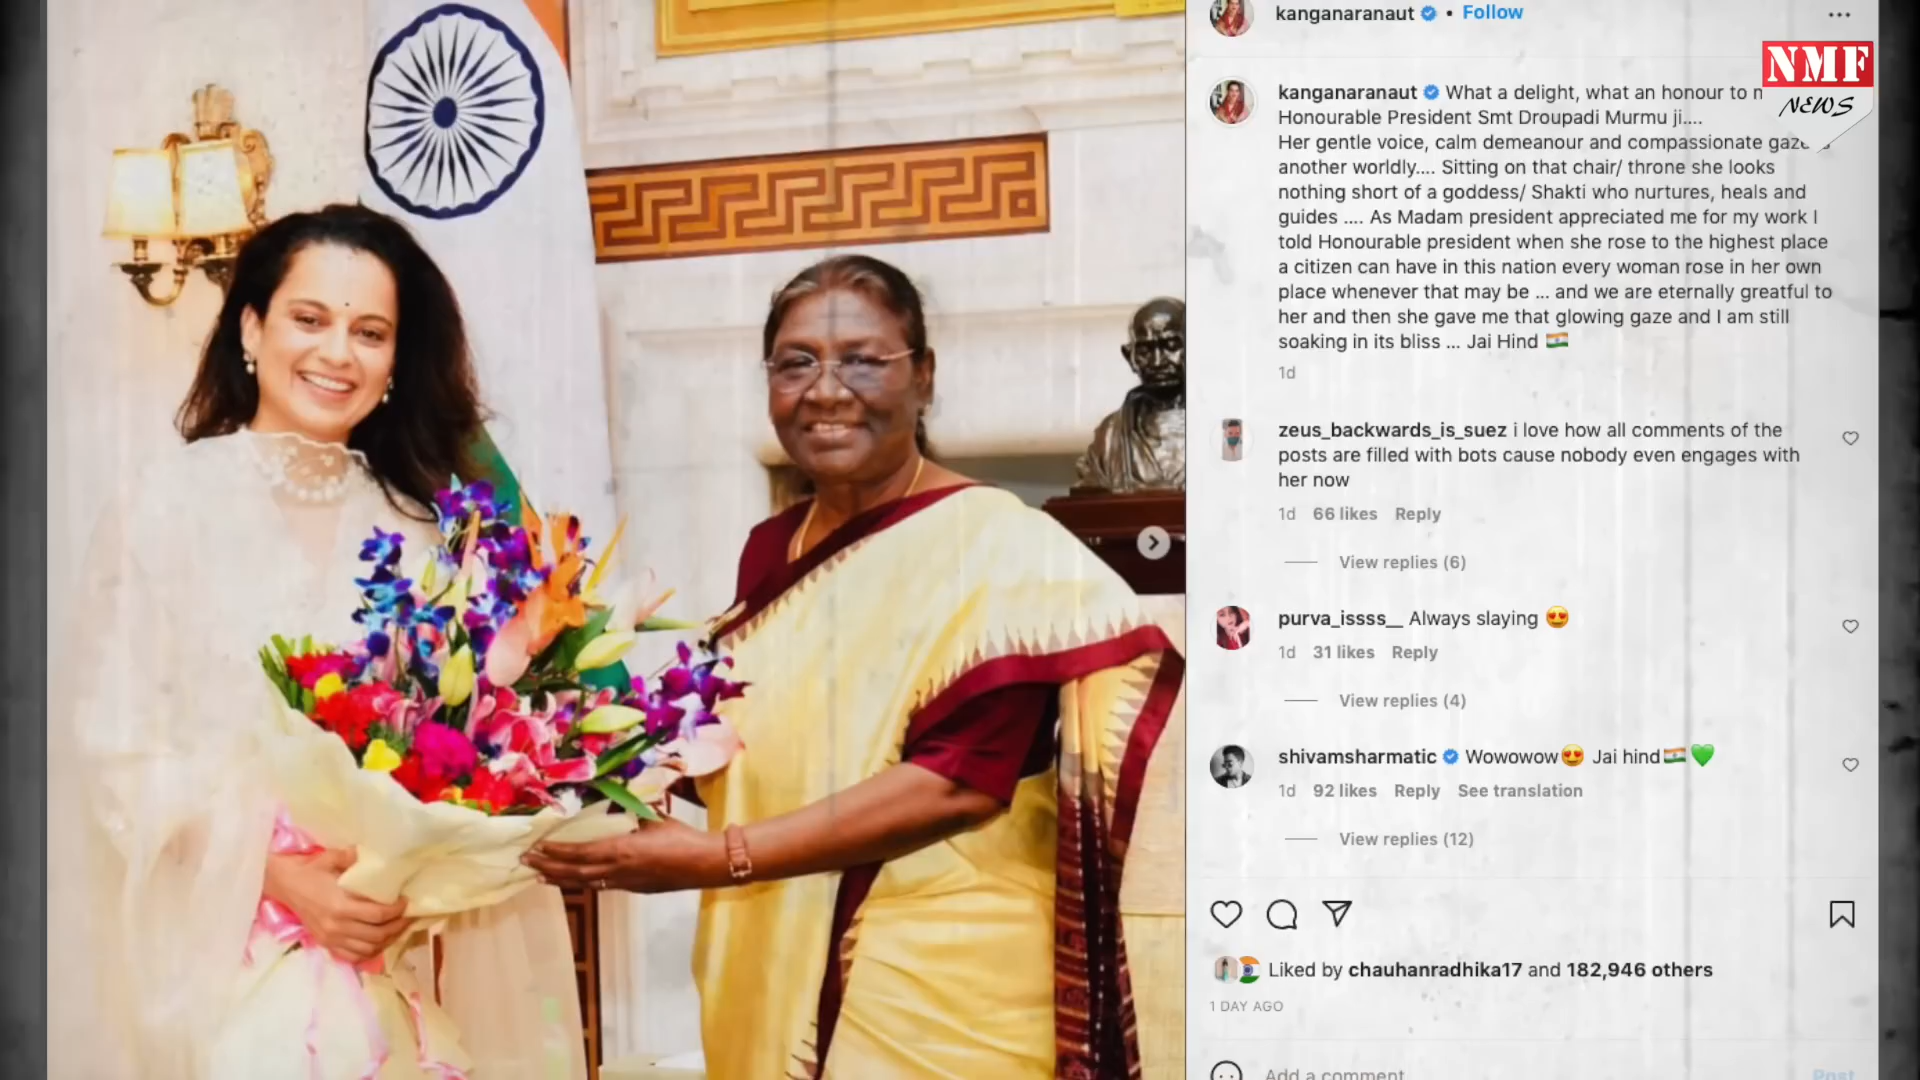 kanganaranaut • Follow
NMF
NEWS
kanganaranaut What a delight, what an honour to
Honourable President Smt Droupadi Murmu ji....
Her gentle voice, calm demeanour and compassionate gaze
another worldly.... Sitting on that chair/ throne she looks
nothing short of a goddess/ Shakti who nurtures, heals and
guides .... As Madam president appreciated me for my work I
told Honourable president when she rose to the highest place
a citizen can have in this nation every woman rose in her own
place whenever that may be ... and we are eternally greatful to
her and then she gave me that glowing gaze and I am still
soaking in its bliss ... Jai Hind 🇮🇳
1d
zeus_backwards_is_suez i love how all comments of the
posts are filled with bots cause nobody even engages with
her now
1d 66 likes Reply
View replies (6)
purva_issss__ Always slaying 😍
1d 31 likes Reply
View replies (4)
shivamsharmatic Wowowow😍 Jai hind🇮🇳💚
1d 92 likes Reply See translation
View replies (12)
Liked by chauhanradhika17 and 182,946 others
1 DAY AGO
Add a comment
Post